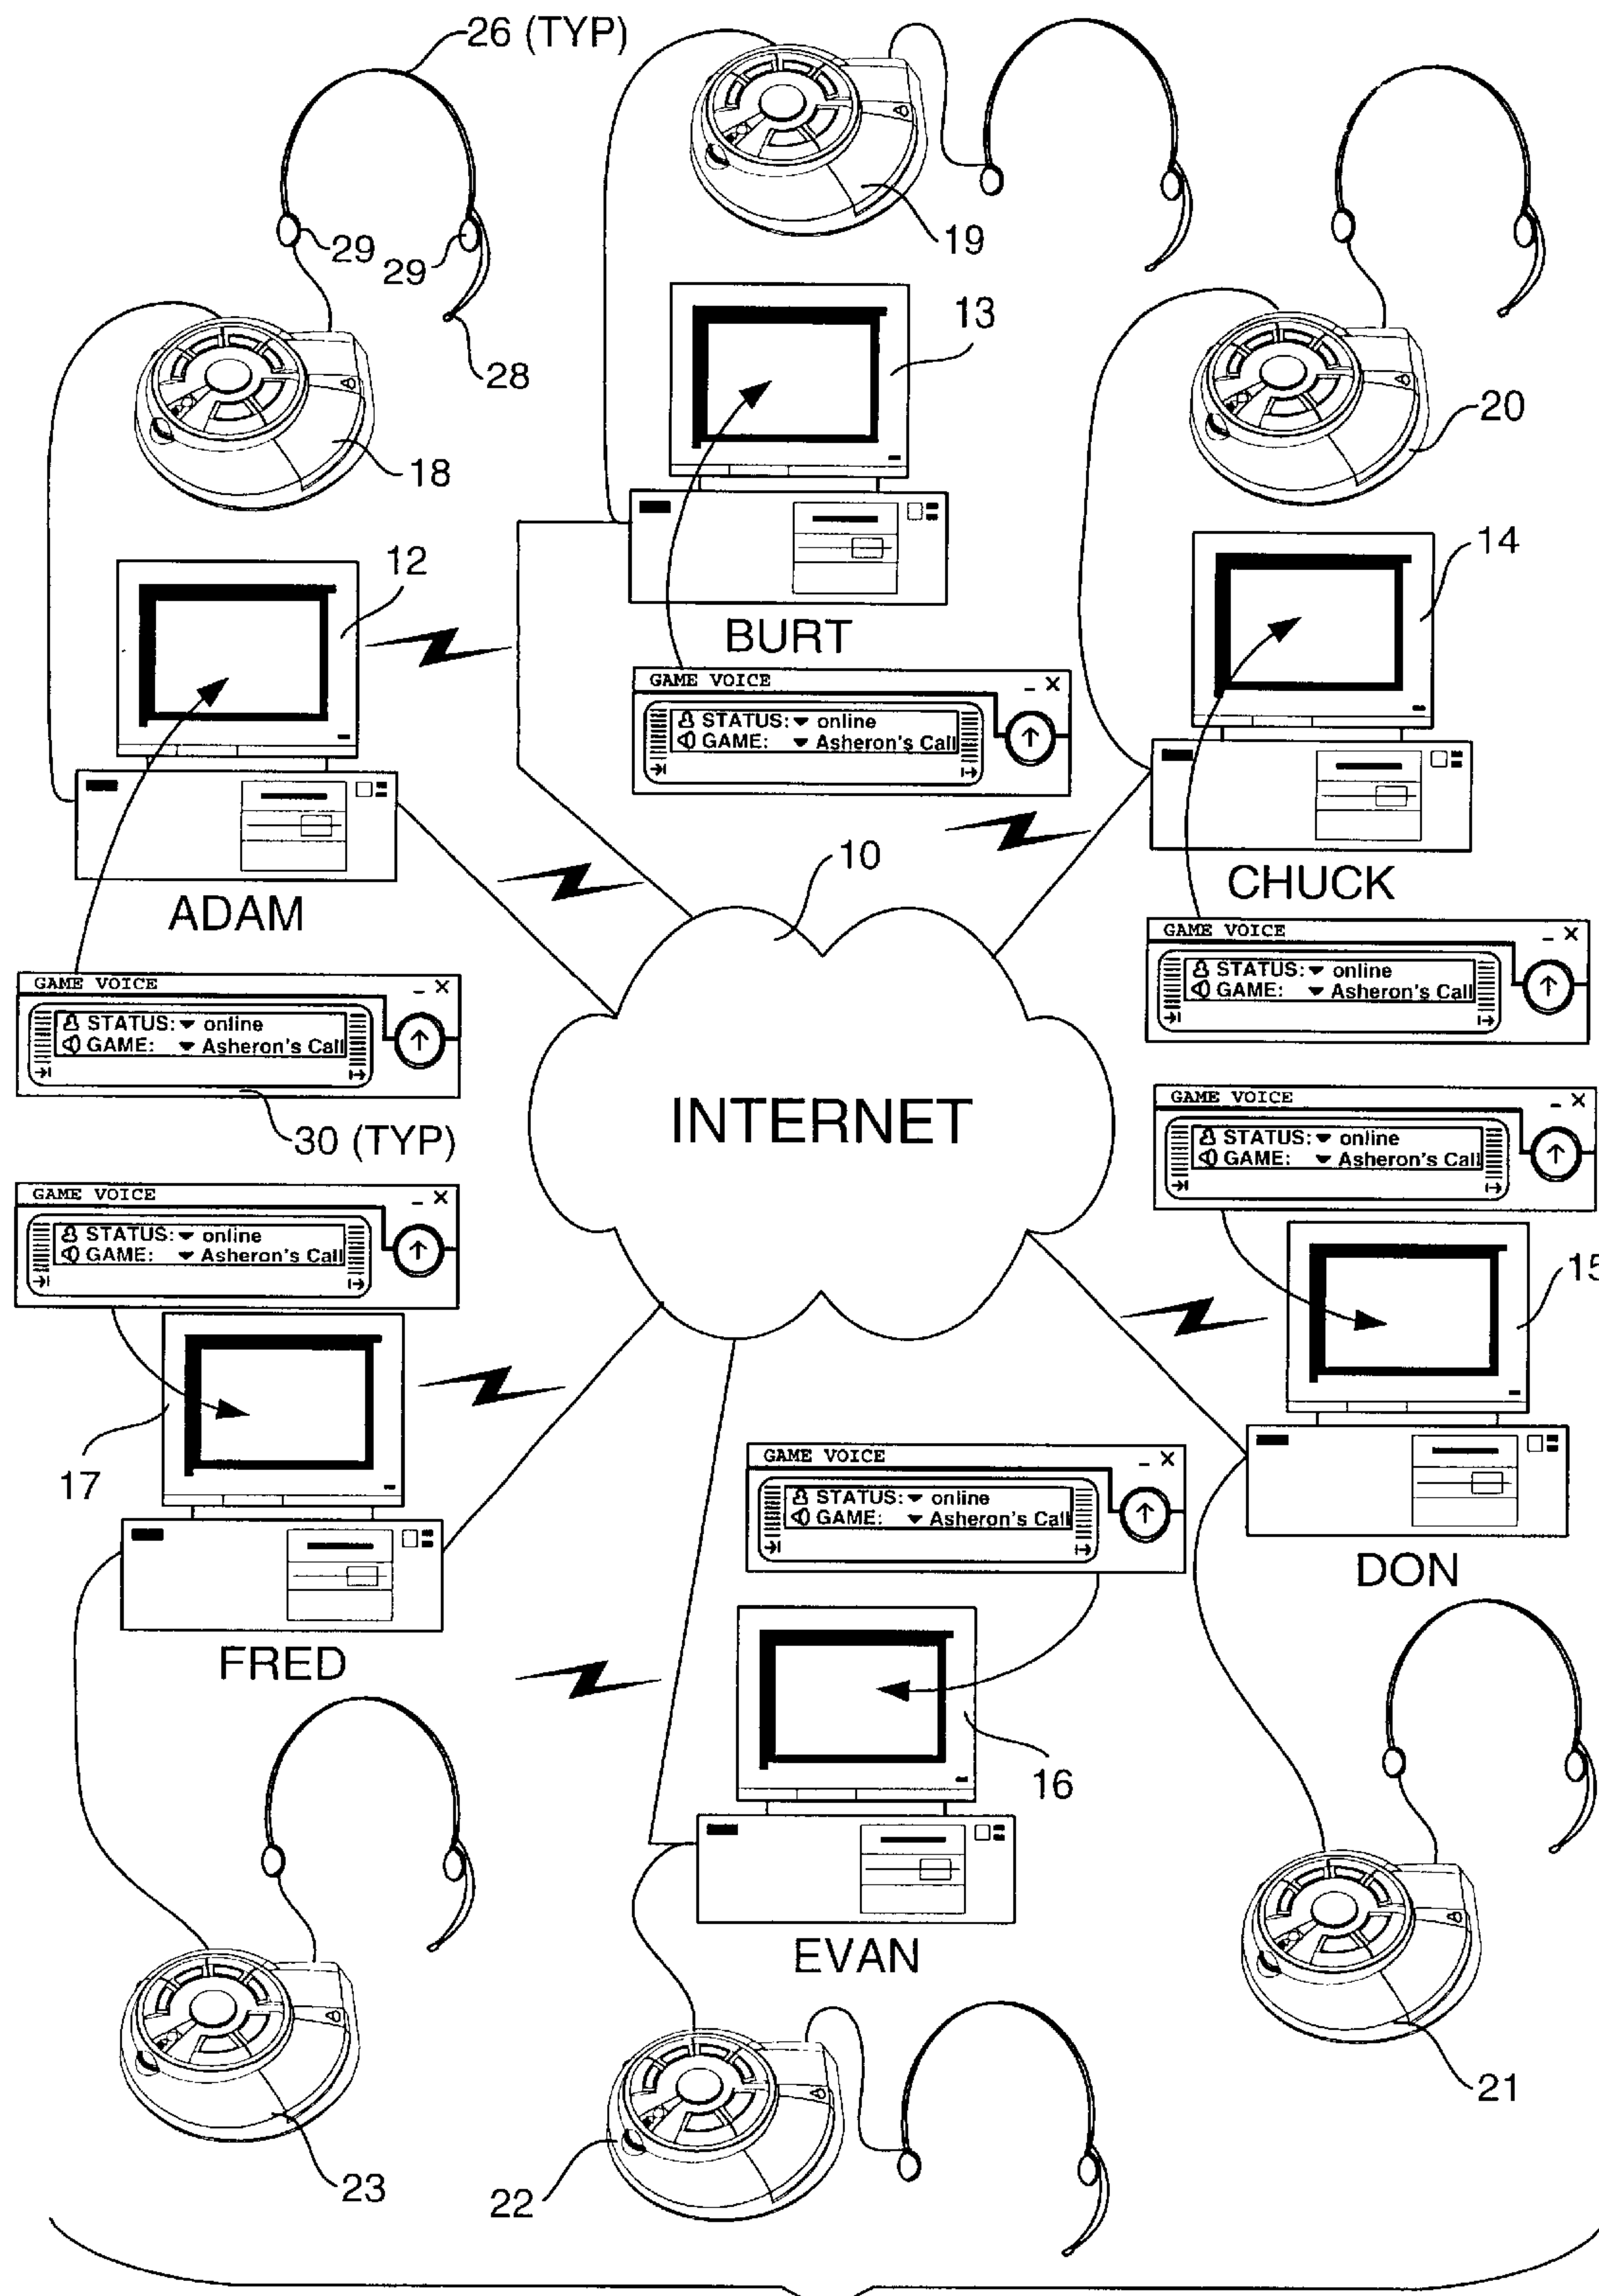 26 (TYP)
29
29
28
18
19
13
20
12
14
BURT
GAME VOICE
STATUS: online
GAME: Asheron's Call
10
ADAM
CHUCK
GAME VOICE
STATUS: online
GAME: Asheron's Call
GAME VOICE
STATUS: online
GAME: Asheron's Call
30 (TYP)
INTERNET
GAME VOICE
STATUS: online
GAME: Asheron's Call
GAME VOICE
STATUS: online
GAME: Asheron's Call
15
17
GAME VOICE
STATUS: online
GAME: Asheron's Call
DON
FRED
16
EVAN
21
23
22